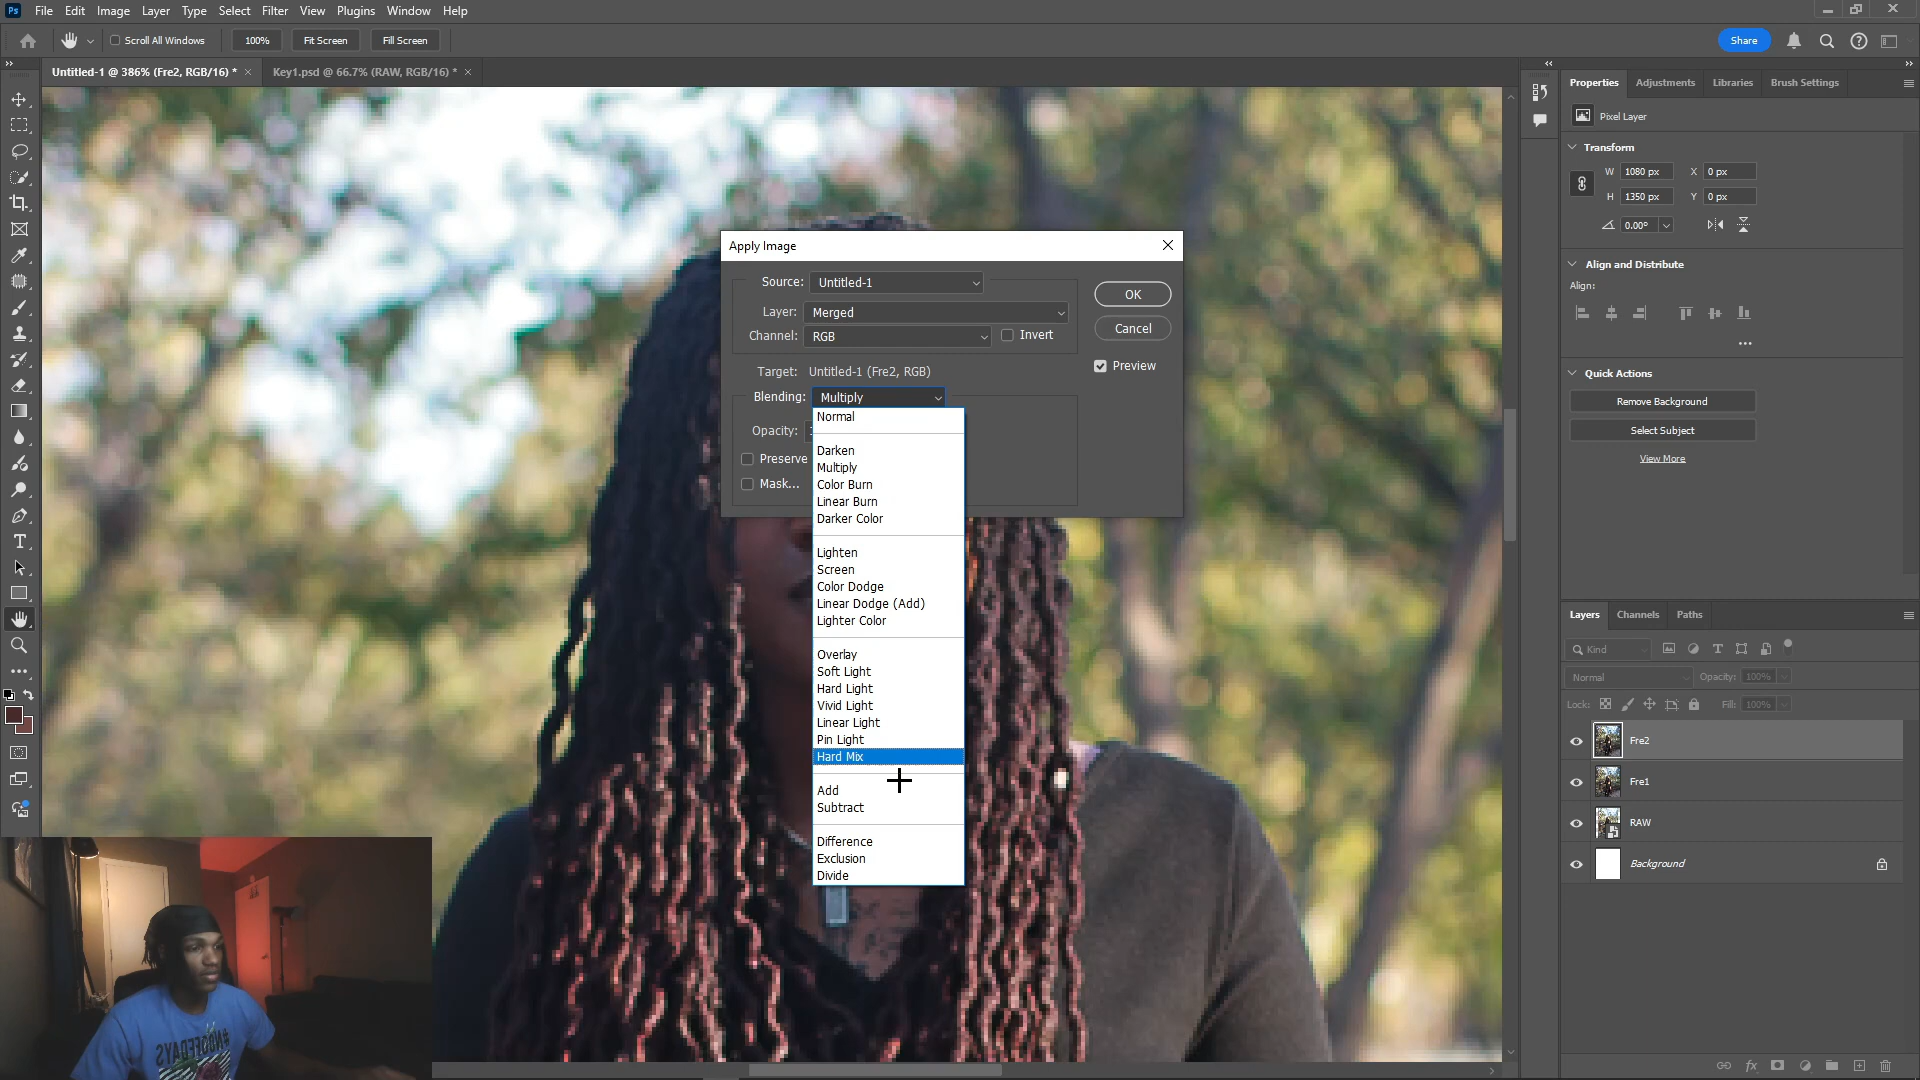 Ps File Edit Image Layer Type Select Filter View Plugins Window Help
Scroll All Windows 100% Fit Screen Fill Screen Share
Untitled-1 @ 386% (Fre2, RGB/16) * × Key1.psd @ 66.7% (RAW, RGB/16) * ×
Properties Adjustments Libraries Brush Settings
Pixel Layer
Transform
W 1080 px X 0 px
H 1350 px Y 0 px
0.00°
Align and Distribute
Align:
Quick Actions
Remove Background
Select Subject
View More
Apply Image
Source: Untitled-1
OK
Layer: Merged
Cancel
Channel: RGB Invert
Target: Untitled-1 (Fre2, RGB)
Preview
Blending: Multiply
Opacity:
Preserve
Mask...
Normal
Darken
Multiply
Color Burn
Linear Burn
Darker Color
Lighten
Screen
Color Dodge
Linear Dodge (Add)
Lighter Color
Overlay
Soft Light
Hard Light
Vivid Light
Linear Light
Pin Light
Hard Mix
Add
Subtract
Difference
Exclusion
Divide
Layers Channels Paths
Kind
Normal Opacity: 100%
Lock: Fill: 100%
Fre2
Fre1
RAW
Background